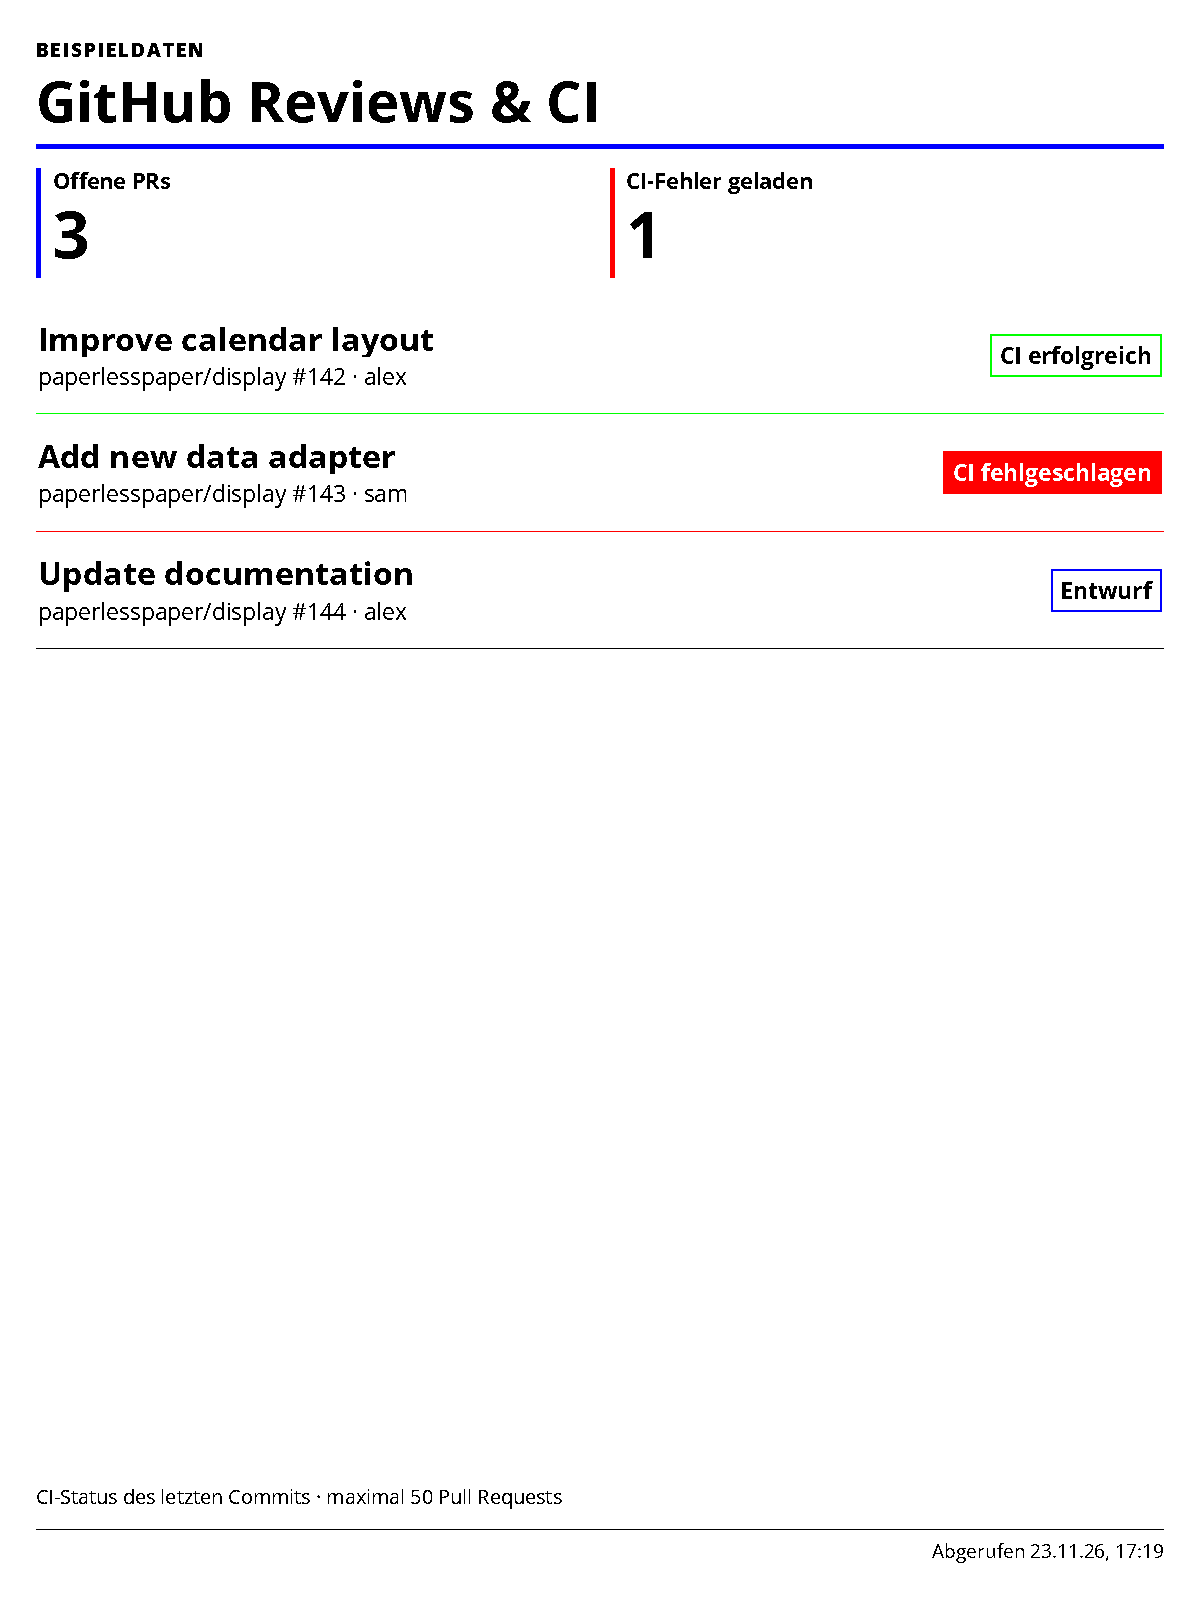 BEISPIELDATEN
GitHub Reviews & CI
Offene PRs
3
CI-Fehler geladen
1
Improve calendar layout
paperlesspaper/display #142 · alex
CI erfolgreich
Add new data adapter
paperlesspaper/display #143 · sam
CI fehlgeschlagen
Update documentation
paperlesspaper/display #144 · alex
Entwurf
CI-Status des letzten Commits · maximal 50 Pull Requests
Abgerufen 23.11.26, 17:19